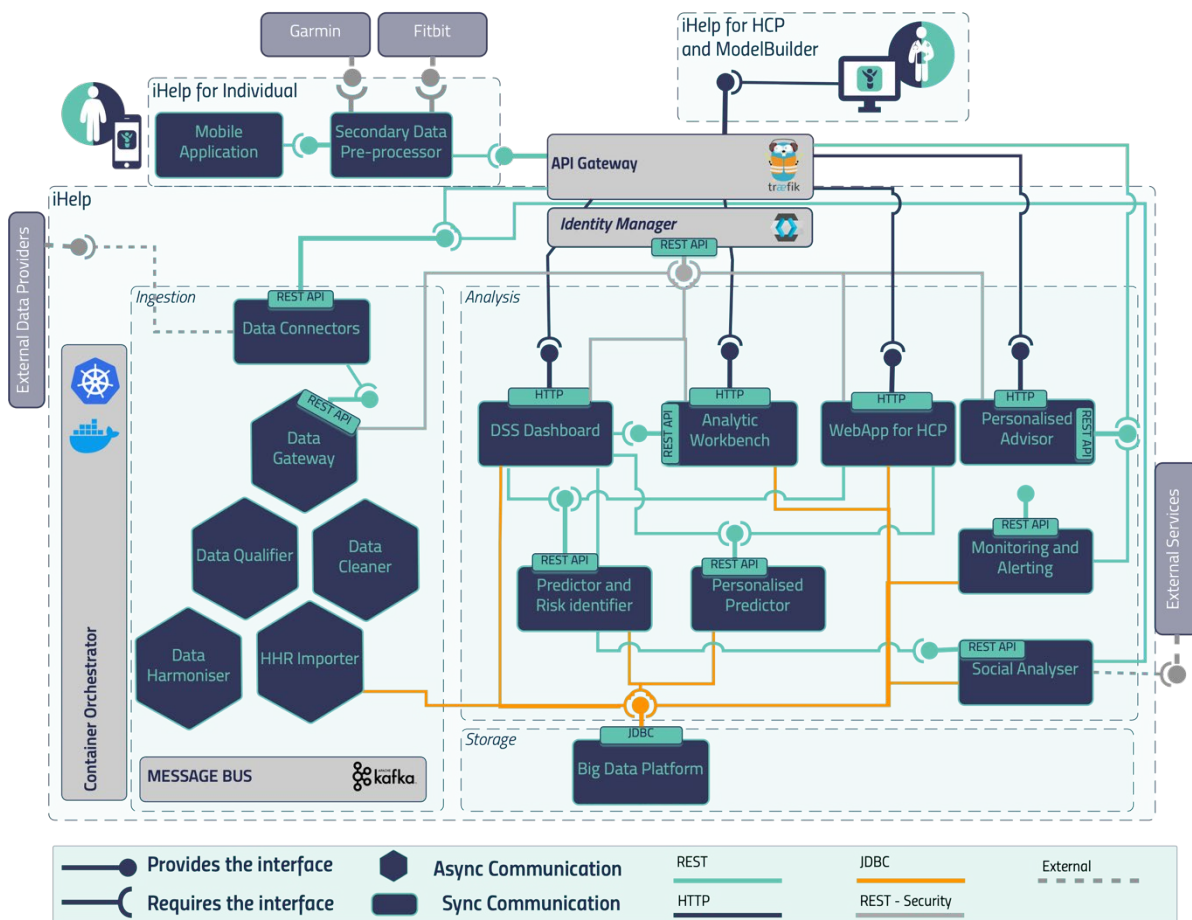 Garmin
Fitbit
iHelp for HCP
and ModelBuilder
iHelp for Individual
Mobile
Application
Secondary Data
Pre-processor
API Gateway
træfik
iHelp
Identity Manager
REST API
External Data Providers
Ingestion
REST API
Data Connectors
Analysis
Container Orchestrator
REST API
Data
Gateway
HTTP
DSS Dashboard
HTTP
REST API
Analytic
Workbench
HTTP
WebApp for HCP
HTTP
Personalised
Advisor
REST API
External Services
Data Qualifier
Data
Cleaner
REST API
Predictor and
Risk identifier
REST API
Personalised
Predictor
REST API
Monitoring and
Alerting
Data
Harmoniser
HHR Importer
REST API
Social Analyser
Storage
JDBC
Big Data Platform
MESSAGE BUS
APACHE
kafka
Provides the interface
Async Communication
REST
JDBC
External
Requires the interface
Sync Communication
HTTP
REST - Security